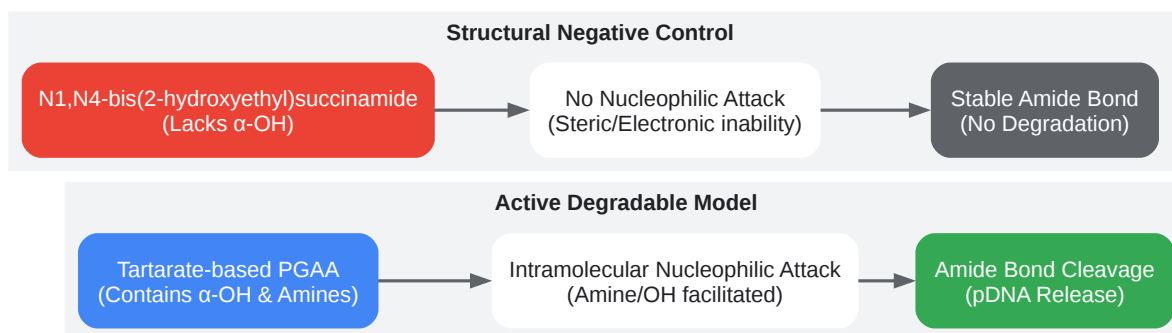 Structural Negative Control
N1,N4-bis(2-hydroxyethyl)succinamide
(Lacks α-OH)
No Nucleophilic Attack
(Steric/Electronic inability)
Stable Amide Bond
(No Degradation)
Active Degradable Model
Tartarate-based PGAA
(Contains α-OH & Amines)
Intramolecular Nucleophilic Attack
(Amine/OH facilitated)
Amide Bond Cleavage
(pDNA Release)